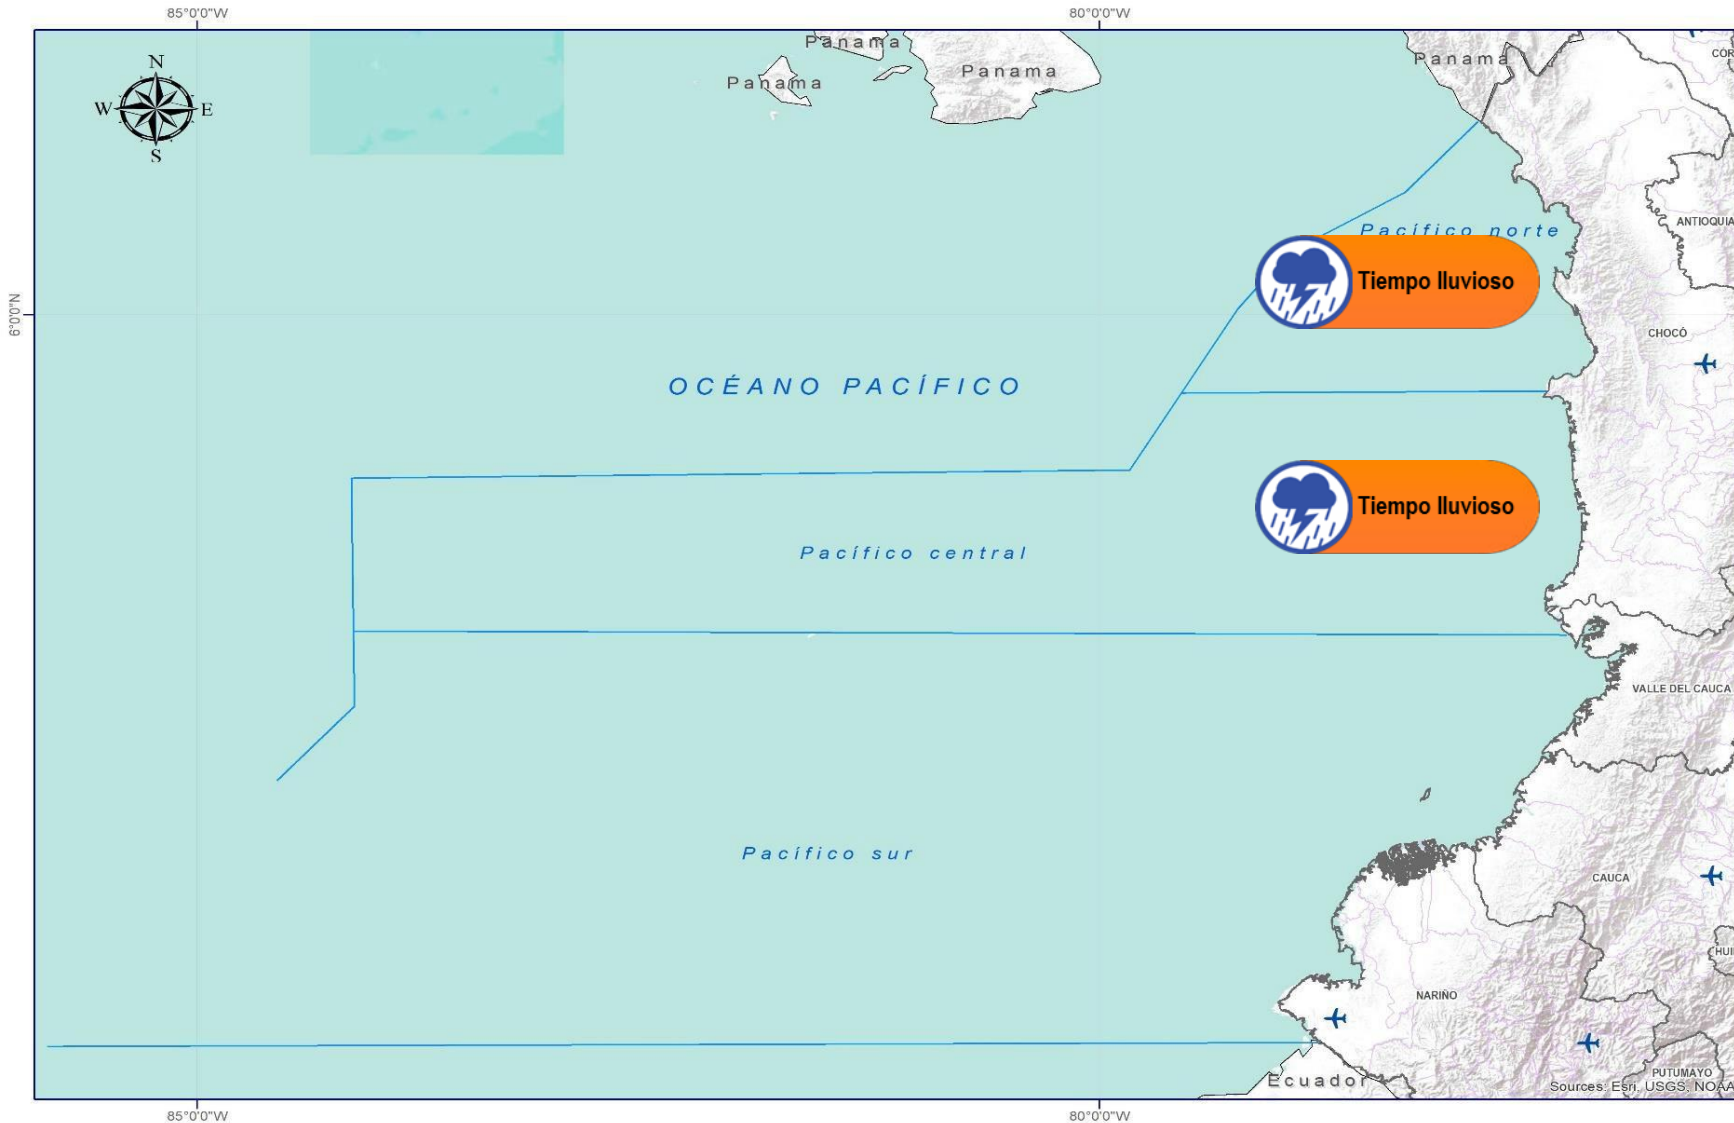 85°0'0"W
80°0'0"W
Panama
Panama
Panama
Panama
COR
N
W
E
S
ANTIOQUIA
Pacífico norte
Tiempo lluvioso
6°0'0"N
CHOCÓ
OCÉANO PACÍFICO
Tiempo lluvioso
Pacífico central
VALLE DEL CAUCA
Pacífico sur
CAUCA
HUI
NARIÑO
PUTUMAYO
Ecuador
Sources: Esri, USGS, NOAA
85°0'0"W
80°0'0"W